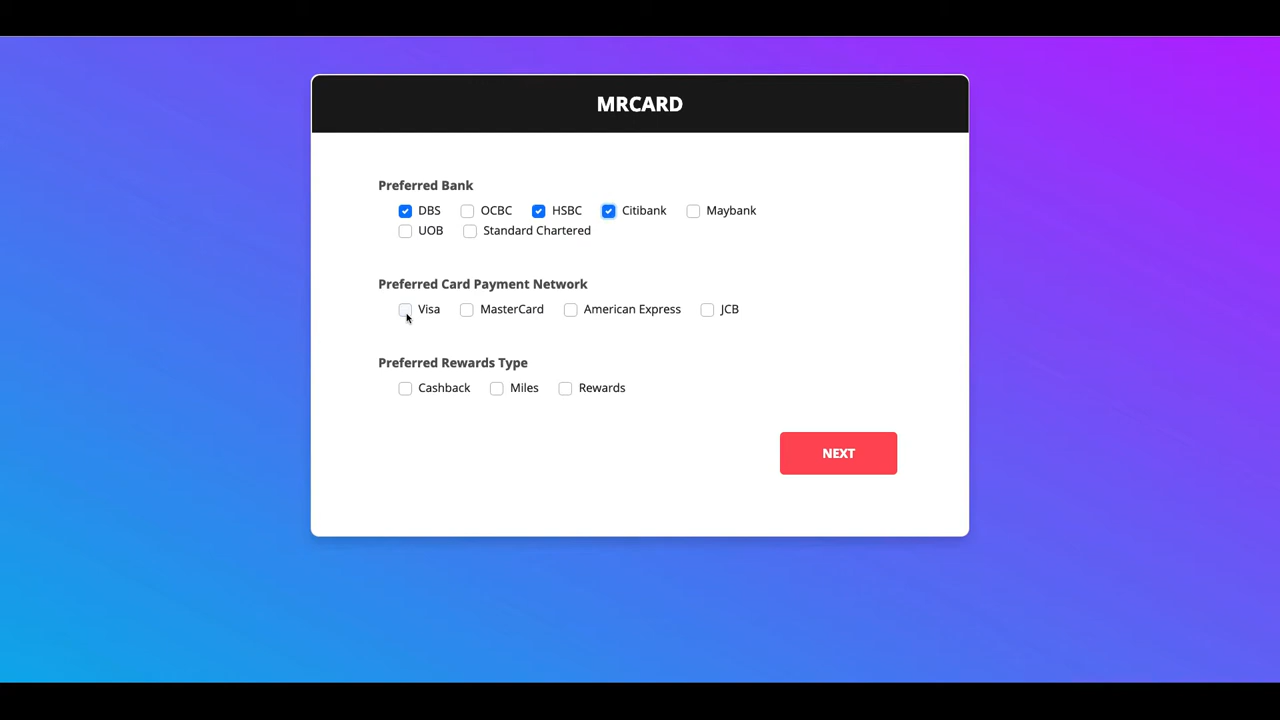 MRCARD
Preferred Bank
DBS OCBC HSBC Citibank Maybank
UOB Standard Chartered
Preferred Card Payment Network
Visa MasterCard American Express JCB
Preferred Rewards Type
Cashback Miles Rewards
NEXT